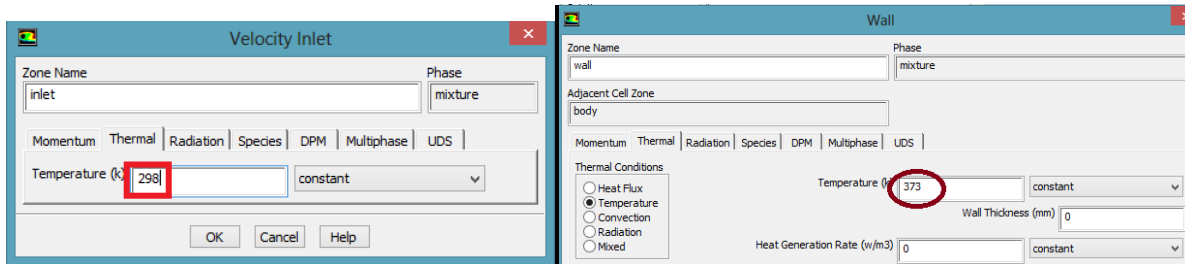 Velocity Inlet
Zone Name
Phase
inlet
mixture
Momentum Thermal Radiation Species DPM Multiphase UDS
Temperature (k) 298 constant
OK Cancel Help
Wall
Zone Name
Phase
wall
mixture
Adjacent Cell Zone
body
Momentum Thermal Radiation Species DPM Multiphase UDS
Thermal Conditions
Heat Flux
Temperature
Convection
Radiation
Mixed
Temperature (k) 373 constant
Wall Thickness (mm) 0
Heat Generation Rate (w/m3) 0 constant